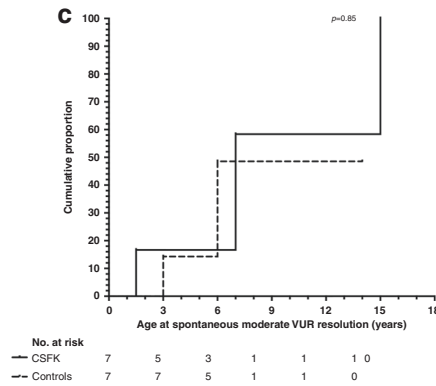 C
p=0.85
100
90
80
70
60
50
40
30
20
10
0
Cumulative proportion
0 3 6 9 12 15 18
Age at spontaneous moderate VUR resolution (years)
No. at risk
CSFK 7 5 3 1 1 1 0
Controls 7 7 5 1 1 0